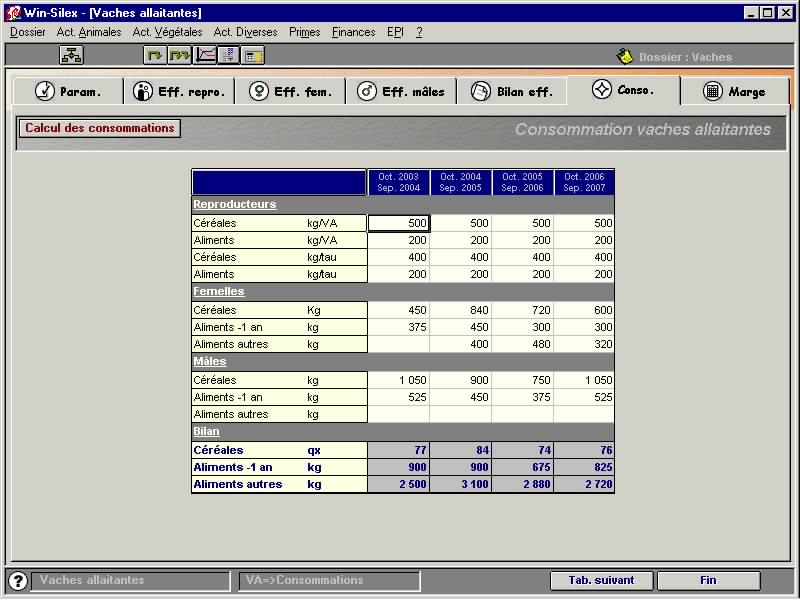 Win-Silex - [Vaches allaitantes]
Dossier Act. Animales Act. Végétales Act. Diverses Primes Finances EPI ?
Dossier : Vaches
Param. Eff. repro. Eff. fem. Eff. mâles Bilan eff. Conso. Marge
Calcul des consommations Consommation vaches allaitantes
Oct. 2003 Oct. 2004 Oct. 2005 Oct. 2006
Sep. 2004 Sep. 2005 Sep. 2006 Sep. 2007
Reproducteurs
Céréales kg/VA 500 500 500 500
Aliments kg/VA 200 200 200 200
Céréales kg/tau 400 400 400 400
Aliments kg/tau 200 200 200 200
Femelles
Céréales Kg 450 840 720 600
Aliments -1 an kg 375 450 300 300
Aliments autres kg 400 480 320
Mâles
Céréales kg 1 050 900 750 1 050
Aliments -1 an kg 525 450 375 525
Aliments autres kg
Bilan
Céréales qx 77 84 74 76
Aliments -1 an kg 900 900 675 825
Aliments autres kg 2 500 3 100 2 880 2 720
? Vaches allaitantes VA=>Consommations Tab. suivant Fin